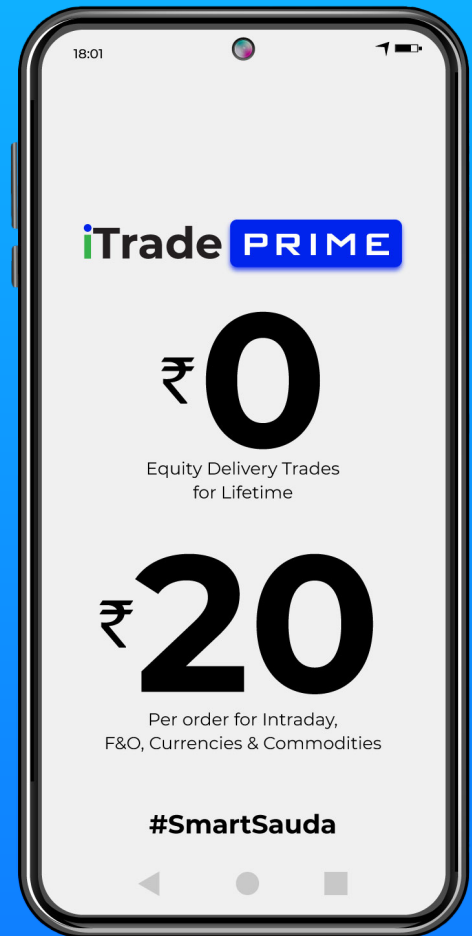 18:01
iTrade PRIME
₹0
Equity Delivery Trades
for Lifetime
₹20
Per order for Intraday,
F&O, Currencies & Commodities
#SmartSauda